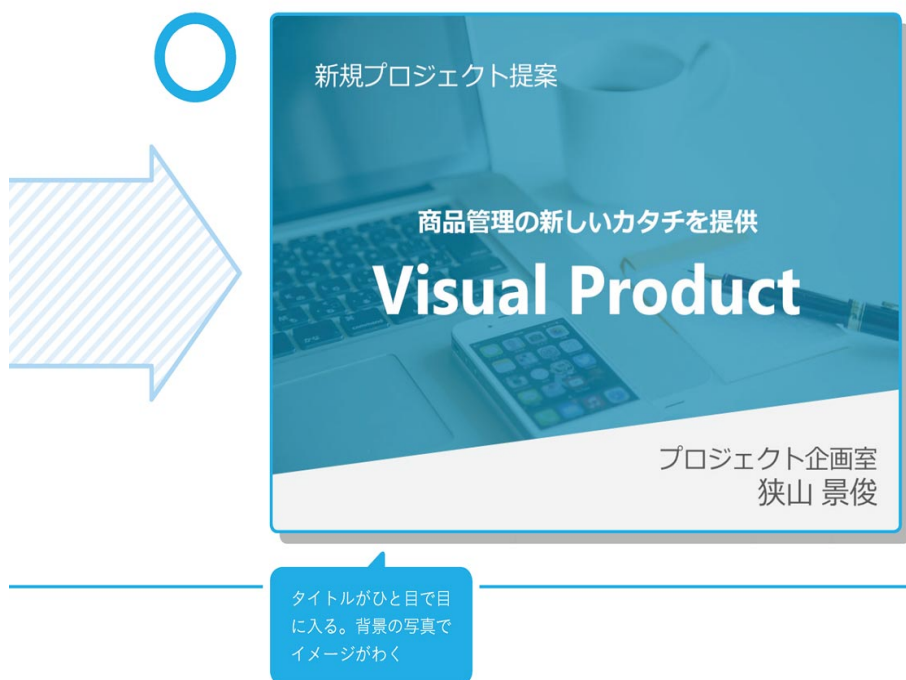 新規プロジェクト提案
商品管理の新しいカタチを提供
Visual Product
プロジェクト企画室
狭山 景俊
タイトルがひと目で目
に入る。背景の写真で
イメージがわく